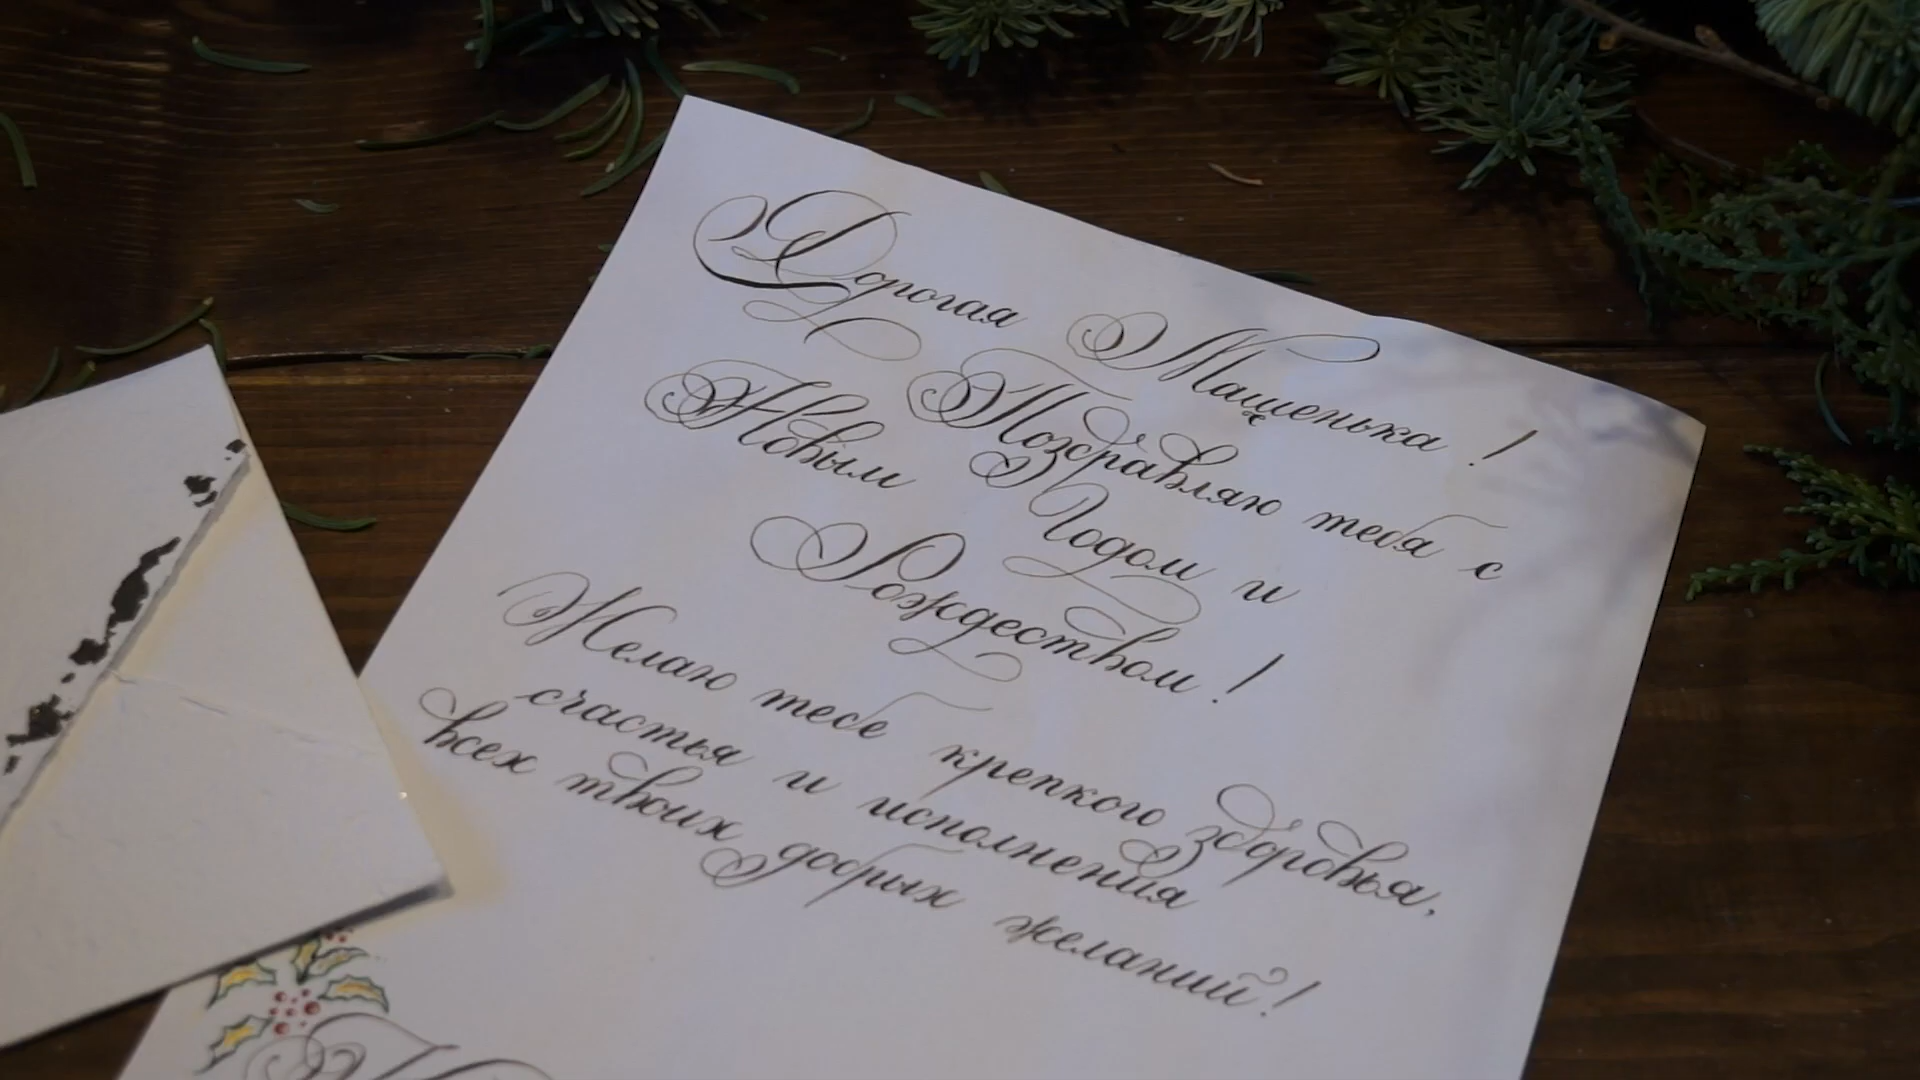 Дорогая Машенька!
Поздравляю тебя с
Новым Годом и
Рождеством!
Желаю тебе крепкого здоровья,
счастья и исполнения
всех твоих добрых желаний!